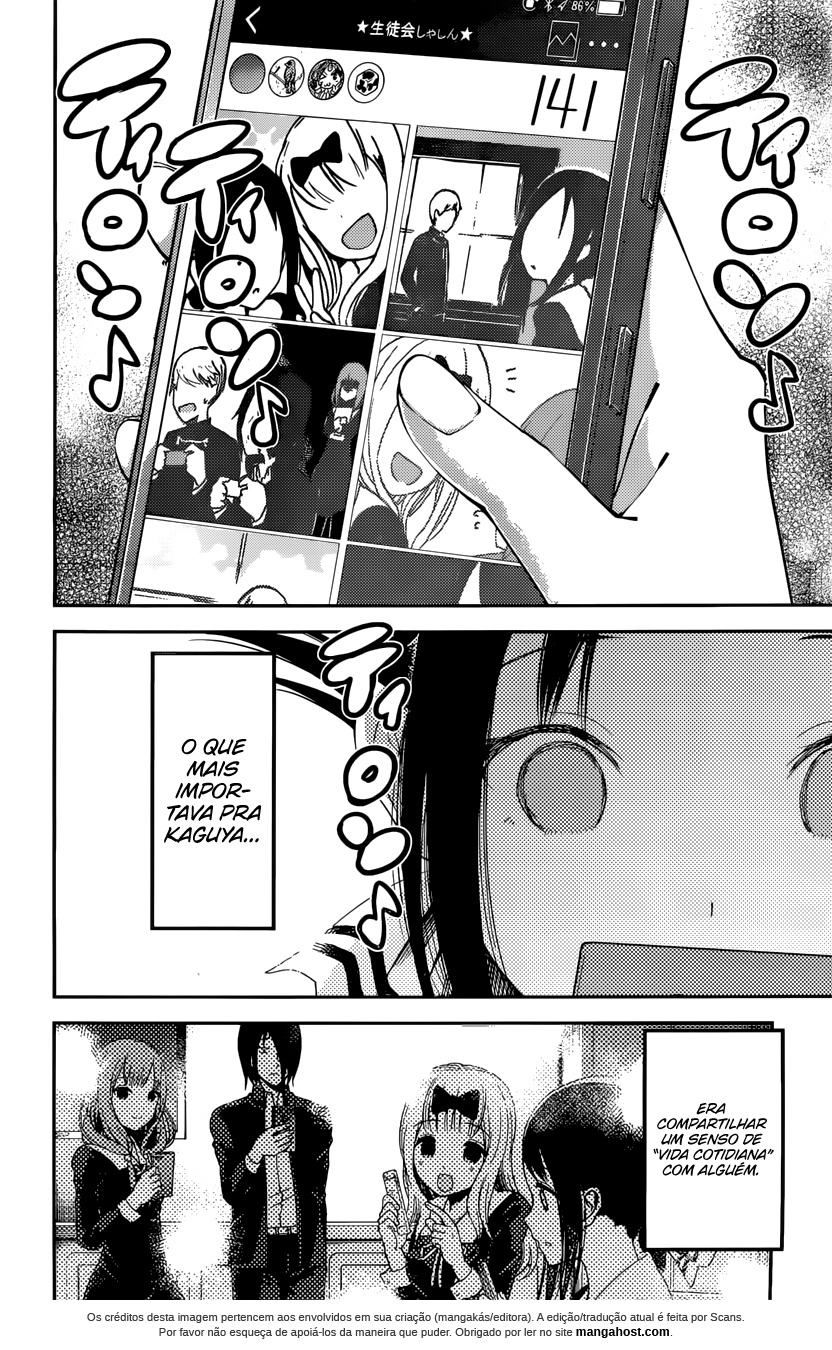 86%
★生徒会しゃしん★
141
ティロン♪
ティロン♪
ティロン♪
ティロン♪
O QUE
MAIS
IMPOR-
TAVA PRA
KAGUYA...
ERA
COMPARTILHAR
UM SENSO DE
“VIDA COTIDIANA”
COM ALGUÉM.
Os créditos desta imagem pertencem aos envolvidos em sua criação (mangakás/editora). A edição/tradução atual é feita por Scans.
Por favor não esqueça de apoiá-los da maneira que puder. Obrigado por ler no site mangahost.com.